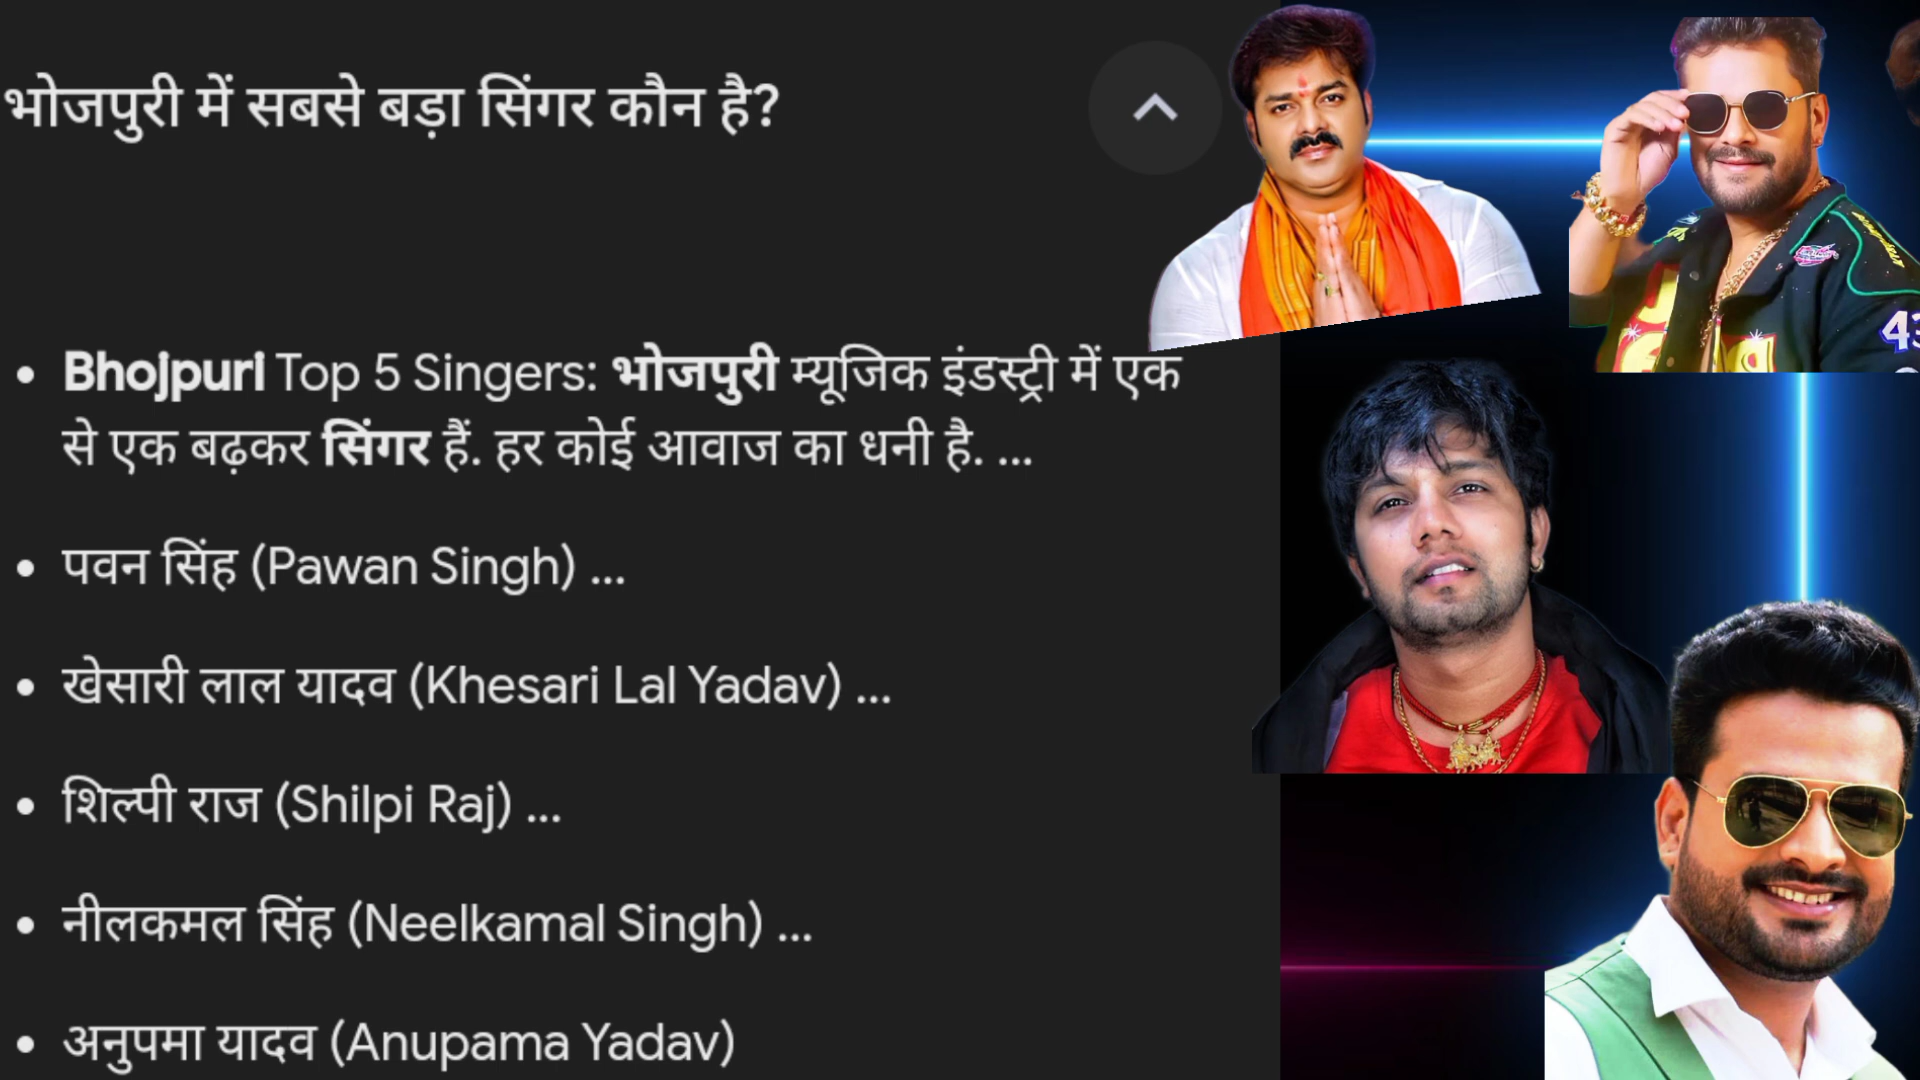 भोजपुरी में सबसे बड़ा सिंगर कौन है?
• Bhojpuri Top 5 Singers: भोजपुरी म्यूजिक इंडस्ट्री में एक
से एक बढ़कर सिंगर हैं. हर कोई आवाज का धनी है. ...
• पवन सिंह (Pawan Singh) ...
• खेसारी लाल यादव (Khesari Lal Yadav) ...
• शिल्पी राज (Shilpi Raj) ...
• नीलकमल सिंह (Neelkamal Singh) ...
• अनुपमा यादव (Anupama Yadav)